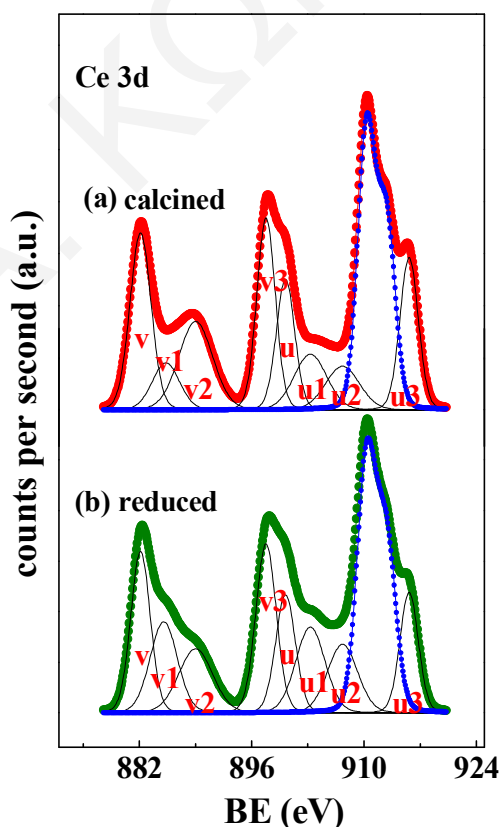 Ce 3d
(a) calcined
v
v1
v2
v3
u
u1
u2
u3
(b) reduced
v
v1
v2
v3
u
u1
u2
u3
counts per second (a.u.)
882 896 910 924
BE (eV)